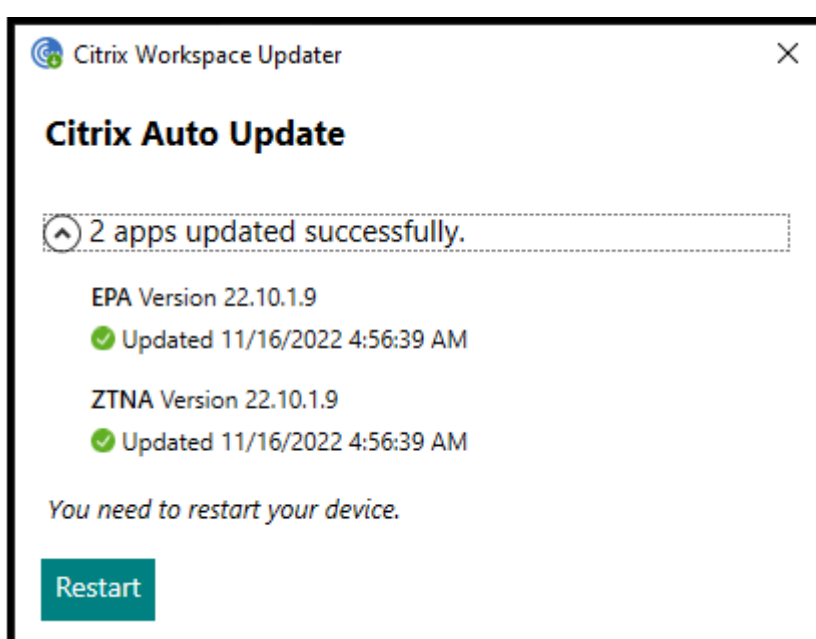 Citrix Workspace Updater
Citrix Auto Update
2 apps updated successfully.
EPA Version 22.10.1.9
Updated 11/16/2022 4:56:39 AM
ZTNA Version 22.10.1.9
Updated 11/16/2022 4:56:39 AM
You need to restart your device.
Restart